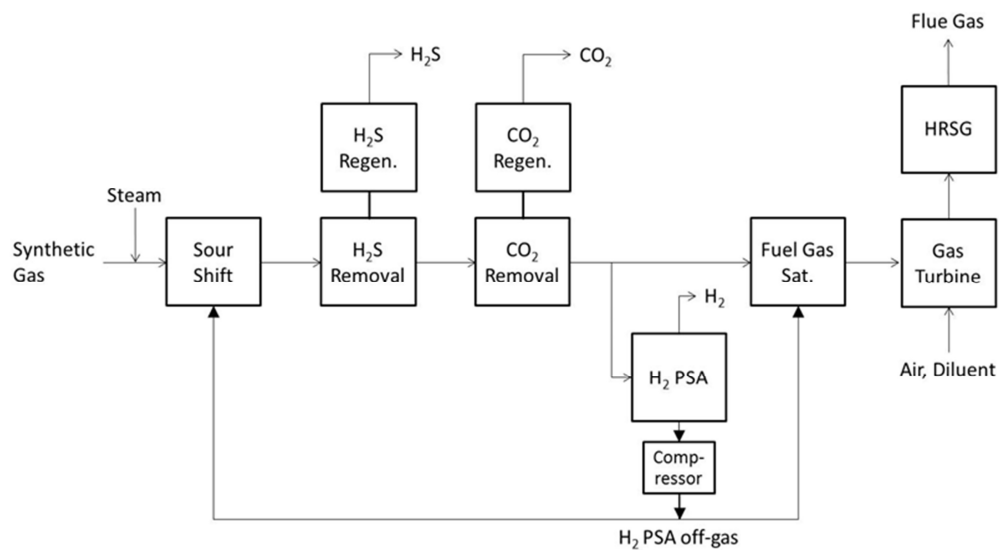 Flue Gas
H₂S
CO₂
HRSG
H₂S
Regen.
CO₂
Regen.
Steam
Synthetic
Gas
Sour
Shift
H₂S
Removal
CO₂
Removal
Fuel Gas
Sat.
Gas
Turbine
H₂
H₂ PSA
Air, Diluent
Comp-
ressor
H₂ PSA off-gas